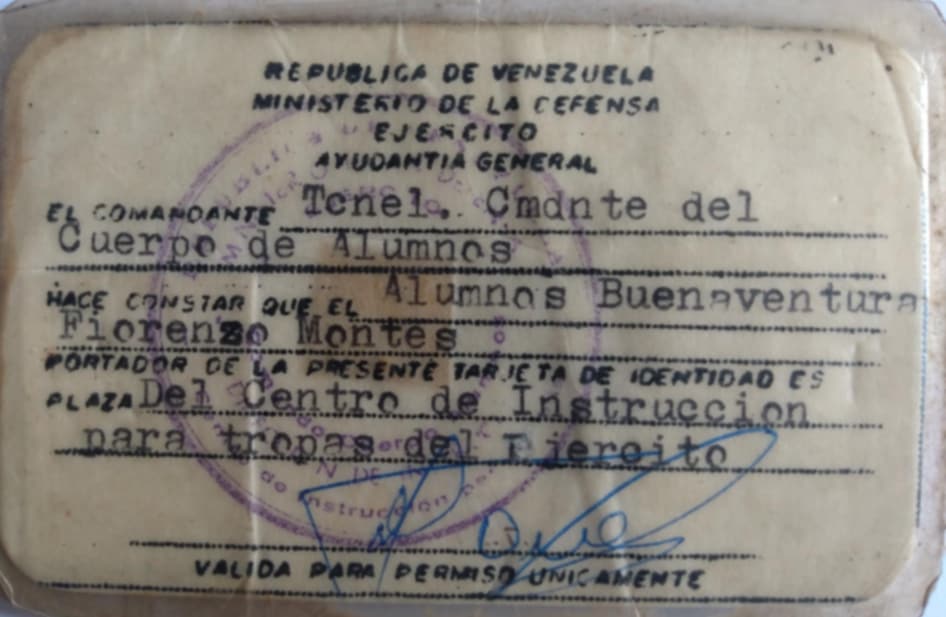 REPUBLICA DE VENEZUELA
MINISTERIO DE LA DEFENSA
EJERCITO
AYUDANTIA GENERAL
EL COMANDANTE Tcnel. Cmdnte del
Cuerpo de Alumnos
HACE CONSTAR QUE EL Alumnos Buenaventura
Fiorenzo Montes
PORTADOR DE LA PRESENTE TARJETA DE IDENTIDAD ES
PLAZA Del Centro de Instruccion
para tropas del Ejercito
VALIDA PARA PERMISO UNICAMENTE